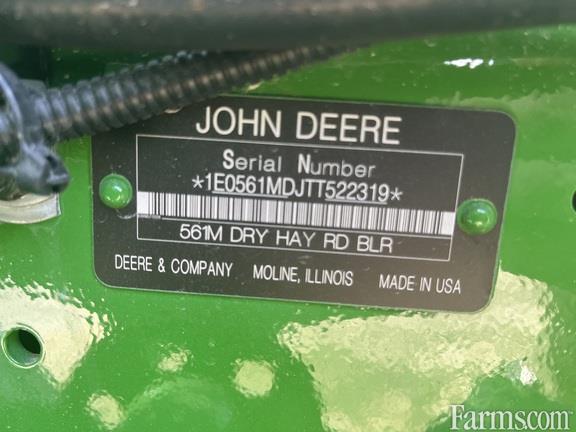 JOHN DEERE
Serial Number
*1E0561MDJTT522319*
561M DRY HAY RD BLR
DEERE & COMPANY MOLINE, ILLINOIS MADE IN USA
Farms.com